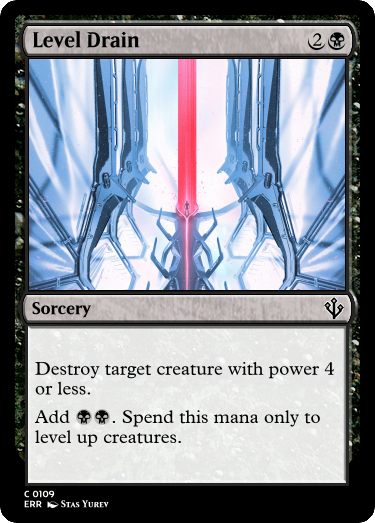 Level Drain 2
Sorcery
Destroy target creature with power 4
or less.
Add . Spend this mana only to
level up creatures.
C 0109
ERR Stas Yurev